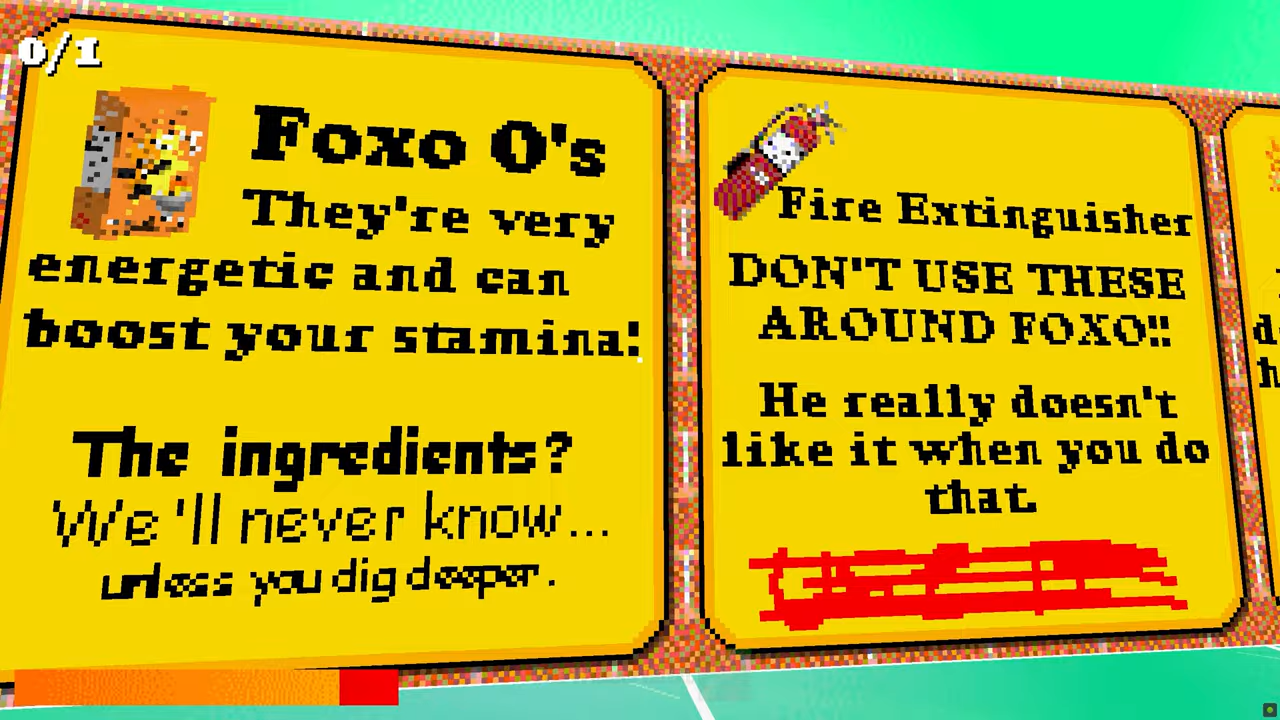 0/1
Foxo O's
They're very
energetic and can
boost your stamina!
The ingredients?
We'll never know...
unless you dig deeper.
Fire Extinguisher
DON'T USE THESE
AROUND FOXO!!
He really doesn't
like it when you do
that.